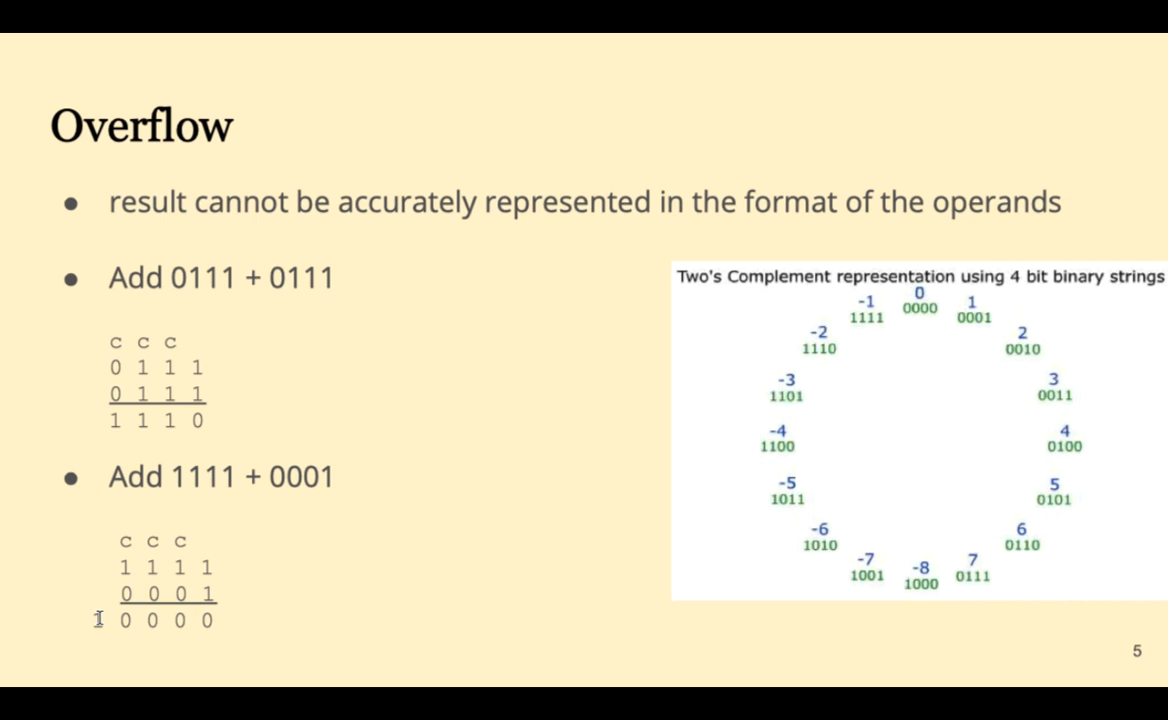 Overflow
● result cannot be accurately represented in the format of the operands
● Add 0111 + 0111
c c c
0 1 1 1
0 1 1 1
1 1 1 0
● Add 1111 + 0001
c c c
1 1 1 1
0 0 0 1
1 0 0 0 0
Two's Complement representation using 4 bit binary strings
0
0000
1
0001
2
0010
3
0011
4
0100
5
0101
6
0110
7
0111
-8
1000
-7
1001
-6
1010
-5
1011
-4
1100
-3
1101
-2
1110
-1
1111
5